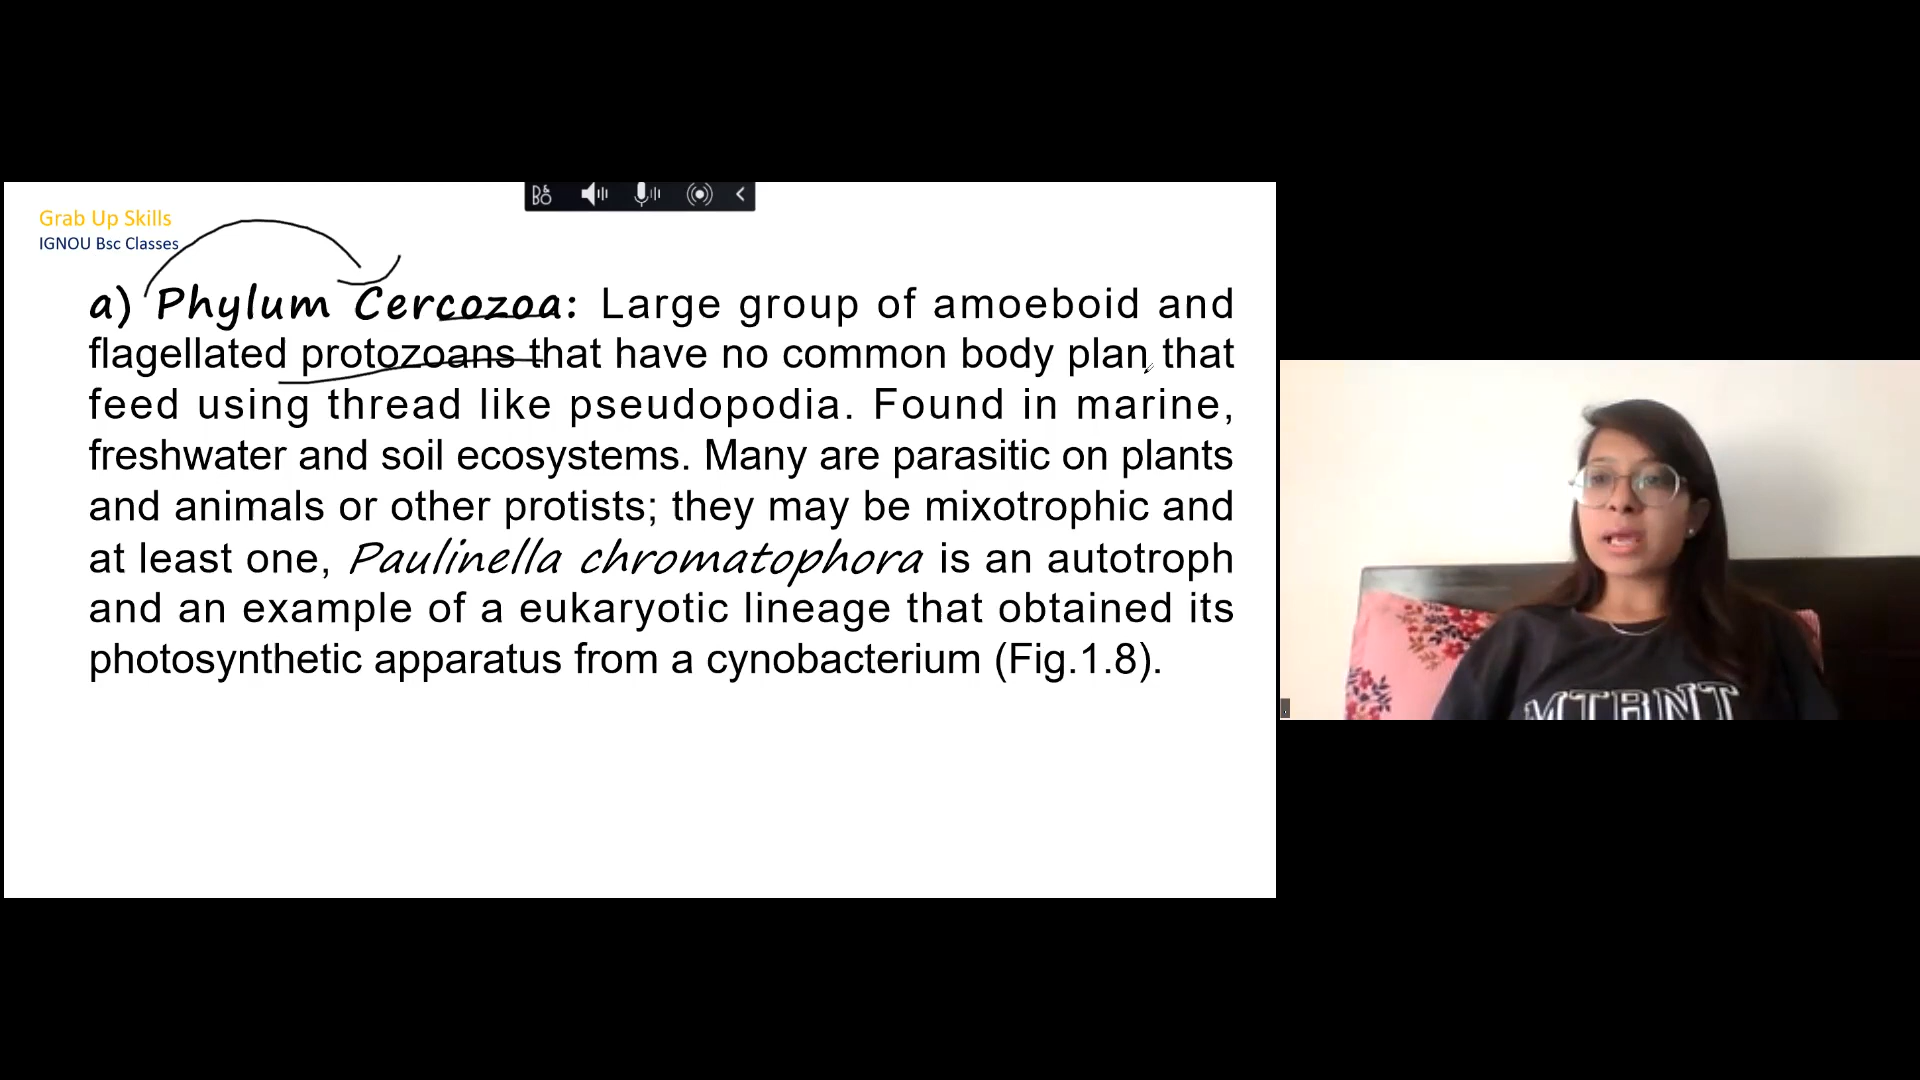 Grab Up Skills
IGNOU Bsc Classes
a) Phylum Cercozoa: Large group of amoeboid and
flagellated protozoans that have no common body plan that
feed using thread like pseudopodia. Found in marine,
freshwater and soil ecosystems. Many are parasitic on plants
and animals or other protists; they may be mixotrophic and
at least one, Paulinella chromatophora is an autotroph
and an example of a eukaryotic lineage that obtained its
photosynthetic apparatus from a cynobacterium (Fig.1.8).
MTRNT